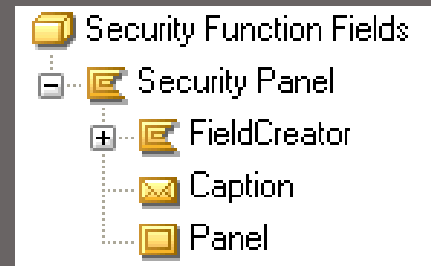 Security Function Fields
Security Panel
FieldCreator
Caption
Panel